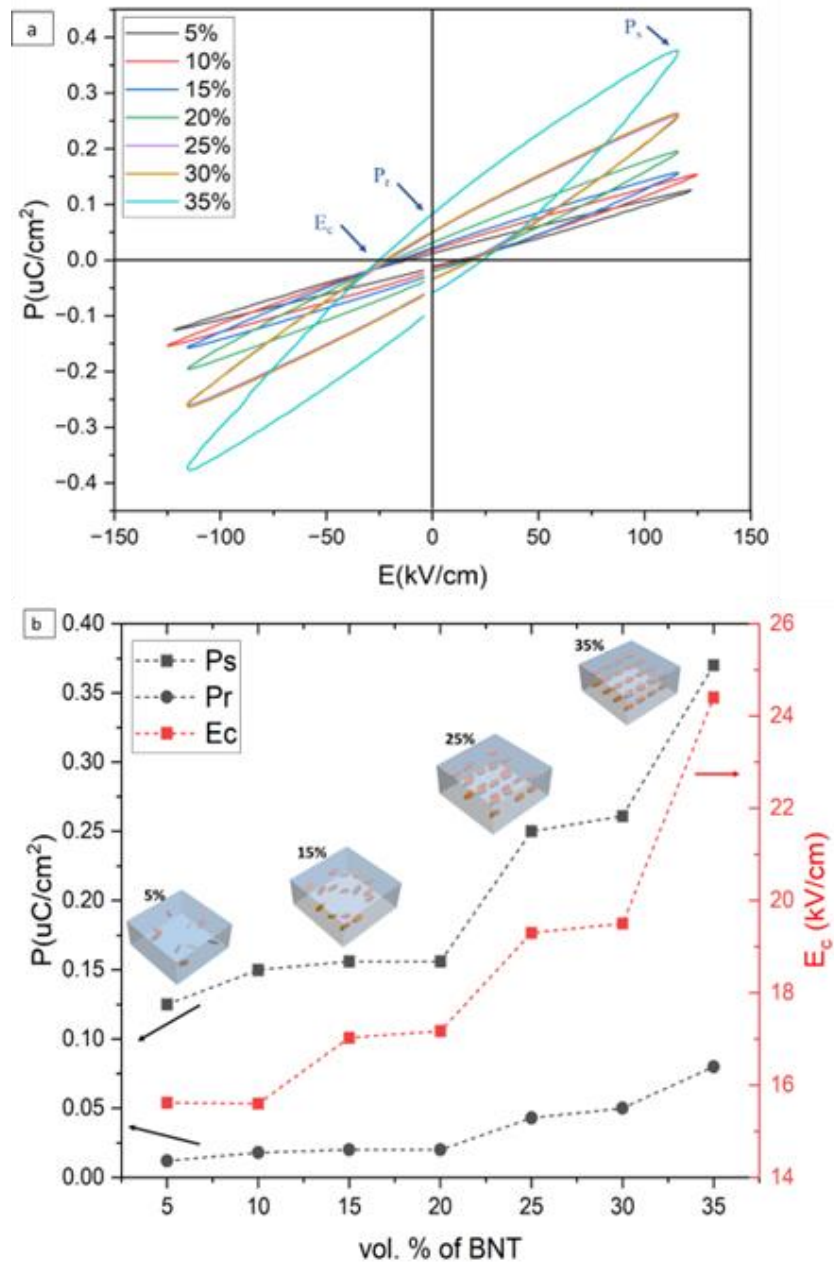 a
5%
10%
15%
20%
25%
30%
35%
P_s
P_r
E_c
0.4
0.3
0.2
0.1
0.0
−0.1
−0.2
−0.3
−0.4
P(uC/cm²)
−150 −100 −50 0 50 100 150
E(kV/cm)
b
Ps
Pr
Ec
5%
15%
25%
35%
0.40
0.35
0.30
0.25
0.20
0.15
0.10
0.05
0.00
P(uC/cm²)
26
24
22
20
18
16
14
E_c (kV/cm)
5 10 15 20 25 30 35
vol. % of BNT